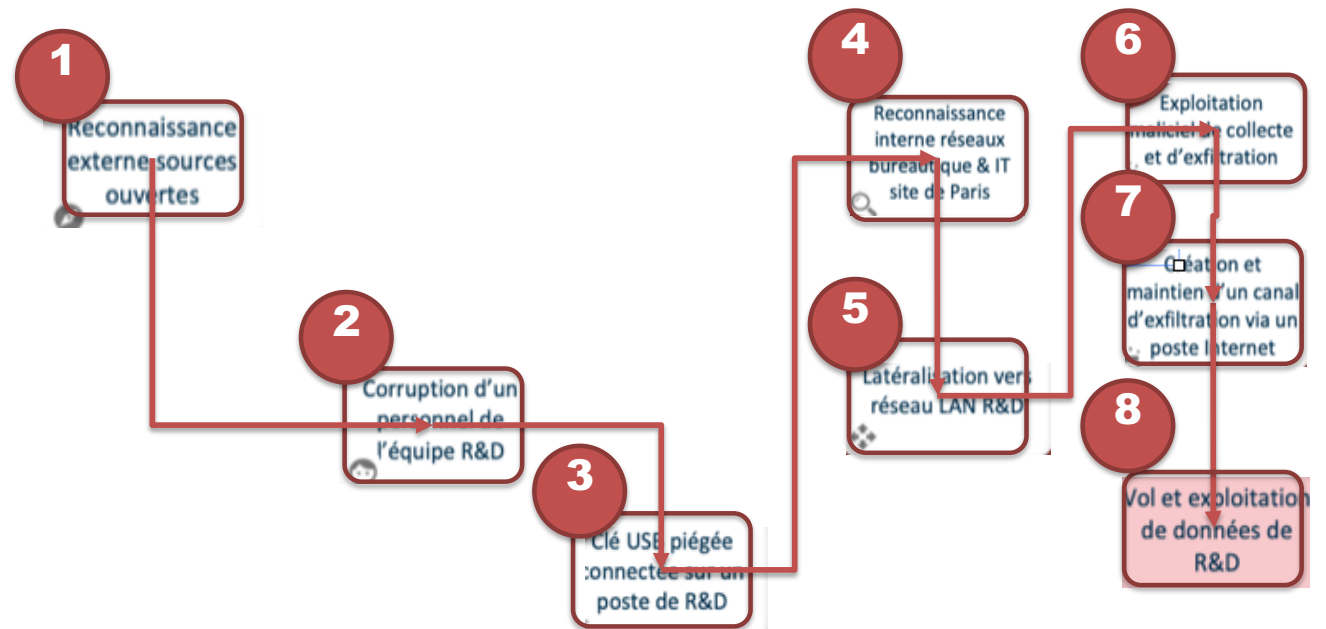 1
Reconnaissance
externe sources
ouvertes
2
Corruption d'un
personnel de
l'équipe R&D
3
Clé USB piégée
connectée sur un
poste de R&D
4
Reconnaissance
interne réseaux
bureautique & IT
site de Paris
5
Latéralisation vers
réseau LAN R&D
6
Exploitation
maliciel de collecte
et d'exfiltration
7
Création et
maintien d'un canal
d'exfiltration via un
poste Internet
8
Vol et exploitation
de données de
R&D